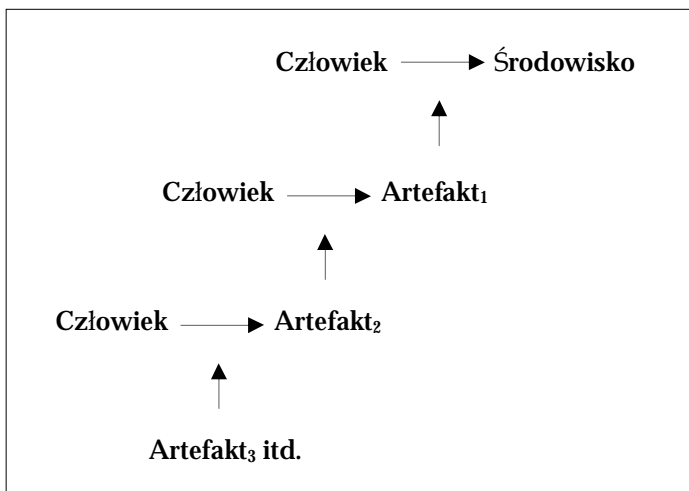 Człowiek Środowisko
Człowiek Artefakt₁
Człowiek Artefakt₂
Artefakt₃ itd.